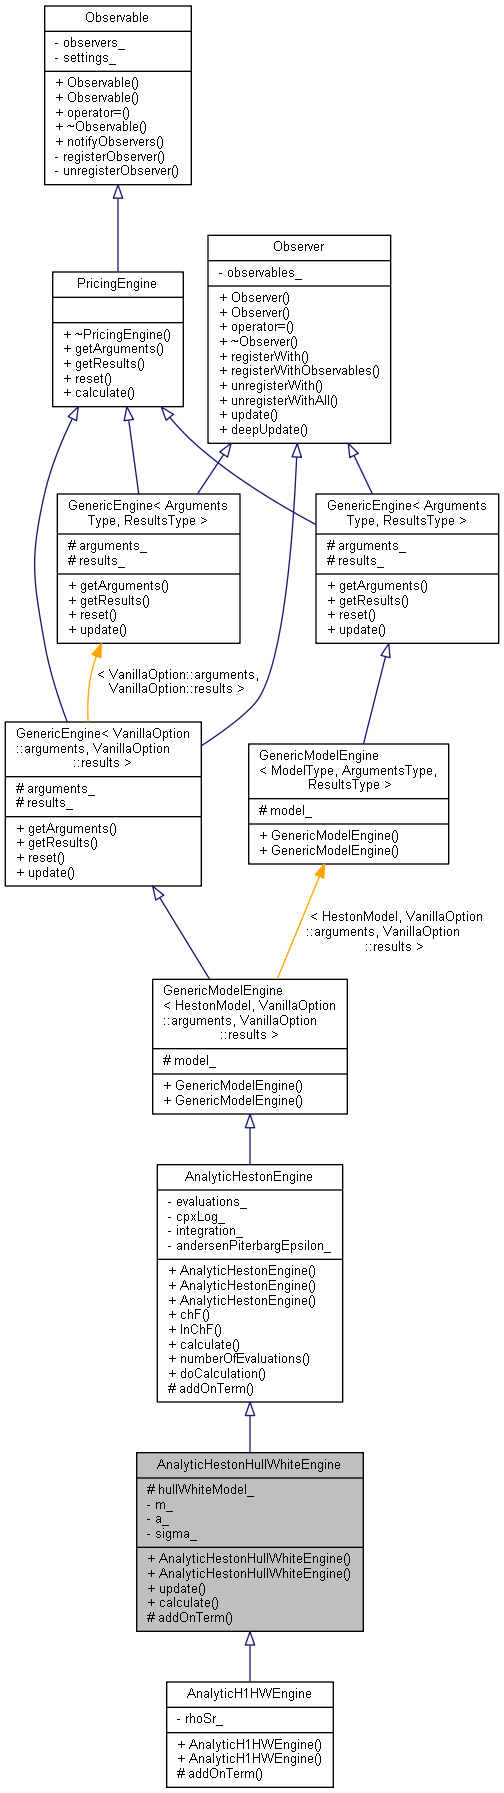 Observable
- observers_
- settings_
+ Observable()
+ Observable()
+ operator=()
+ ~Observable()
+ notifyObservers()
- registerObserver()
- unregisterObserver()
Observer
- observables_
+ Observer()
+ Observer()
+ operator=()
+ ~Observer()
+ registerWith()
+ registerWithObservables()
+ unregisterWith()
+ unregisterWithAll()
+ update()
+ deepUpdate()
PricingEngine
+ ~PricingEngine()
+ getArguments()
+ getResults()
+ reset()
+ calculate()
GenericEngine< Arguments
Type, ResultsType >
# arguments_
# results_
+ getArguments()
+ getResults()
+ reset()
+ update()
GenericEngine< Arguments
Type, ResultsType >
# arguments_
# results_
+ getArguments()
+ getResults()
+ reset()
+ update()
< VanillaOption::arguments,
VanillaOption::results >
GenericEngine< VanillaOption
::arguments, VanillaOption
::results >
# arguments_
# results_
+ getArguments()
+ getResults()
+ reset()
+ update()
GenericModelEngine
< ModelType, ArgumentsType,
ResultsType >
# model_
+ GenericModelEngine()
+ GenericModelEngine()
< HestonModel, VanillaOption
::arguments, VanillaOption
::results >
GenericModelEngine
< HestonModel, VanillaOption
::arguments, VanillaOption
::results >
# model_
+ GenericModelEngine()
+ GenericModelEngine()
AnalyticHestonEngine
- evaluations_
- cpxLog_
- integration_
- andersenPiterbargEpsilon_
+ AnalyticHestonEngine()
+ AnalyticHestonEngine()
+ AnalyticHestonEngine()
+ chF()
+ lnChF()
+ calculate()
+ numberOfEvaluations()
+ doCalculation()
# addOnTerm()
AnalyticHestonHullWhiteEngine
# hullWhiteModel_
- m_
- a_
- sigma_
+ AnalyticHestonHullWhiteEngine()
+ AnalyticHestonHullWhiteEngine()
+ update()
+ calculate()
# addOnTerm()
AnalyticH1HWEngine
- rhoSr_
+ AnalyticH1HWEngine()
+ AnalyticH1HWEngine()
# addOnTerm()